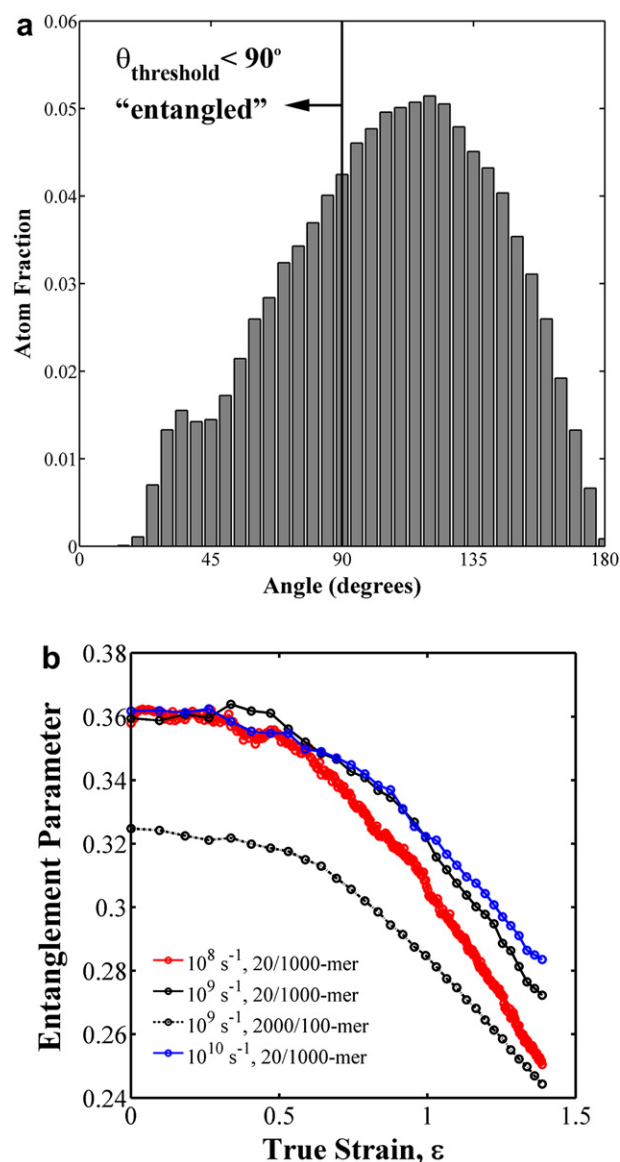 a
0.06
0.05
0.04
0.03
0.02
0.01
0
Atom Fraction
θthreshold< 90°
“entangled”
0 45 90 135 180
Angle (degrees)
b
0.38
0.36
0.34
0.32
0.3
0.28
0.26
0.24
Entanglement Parameter
10⁸ s⁻¹, 20/1000-mer
10⁹ s⁻¹, 20/1000-mer
10⁹ s⁻¹, 2000/100-mer
10¹⁰ s⁻¹, 20/1000-mer
0 0.5 1 1.5
True Strain, ε